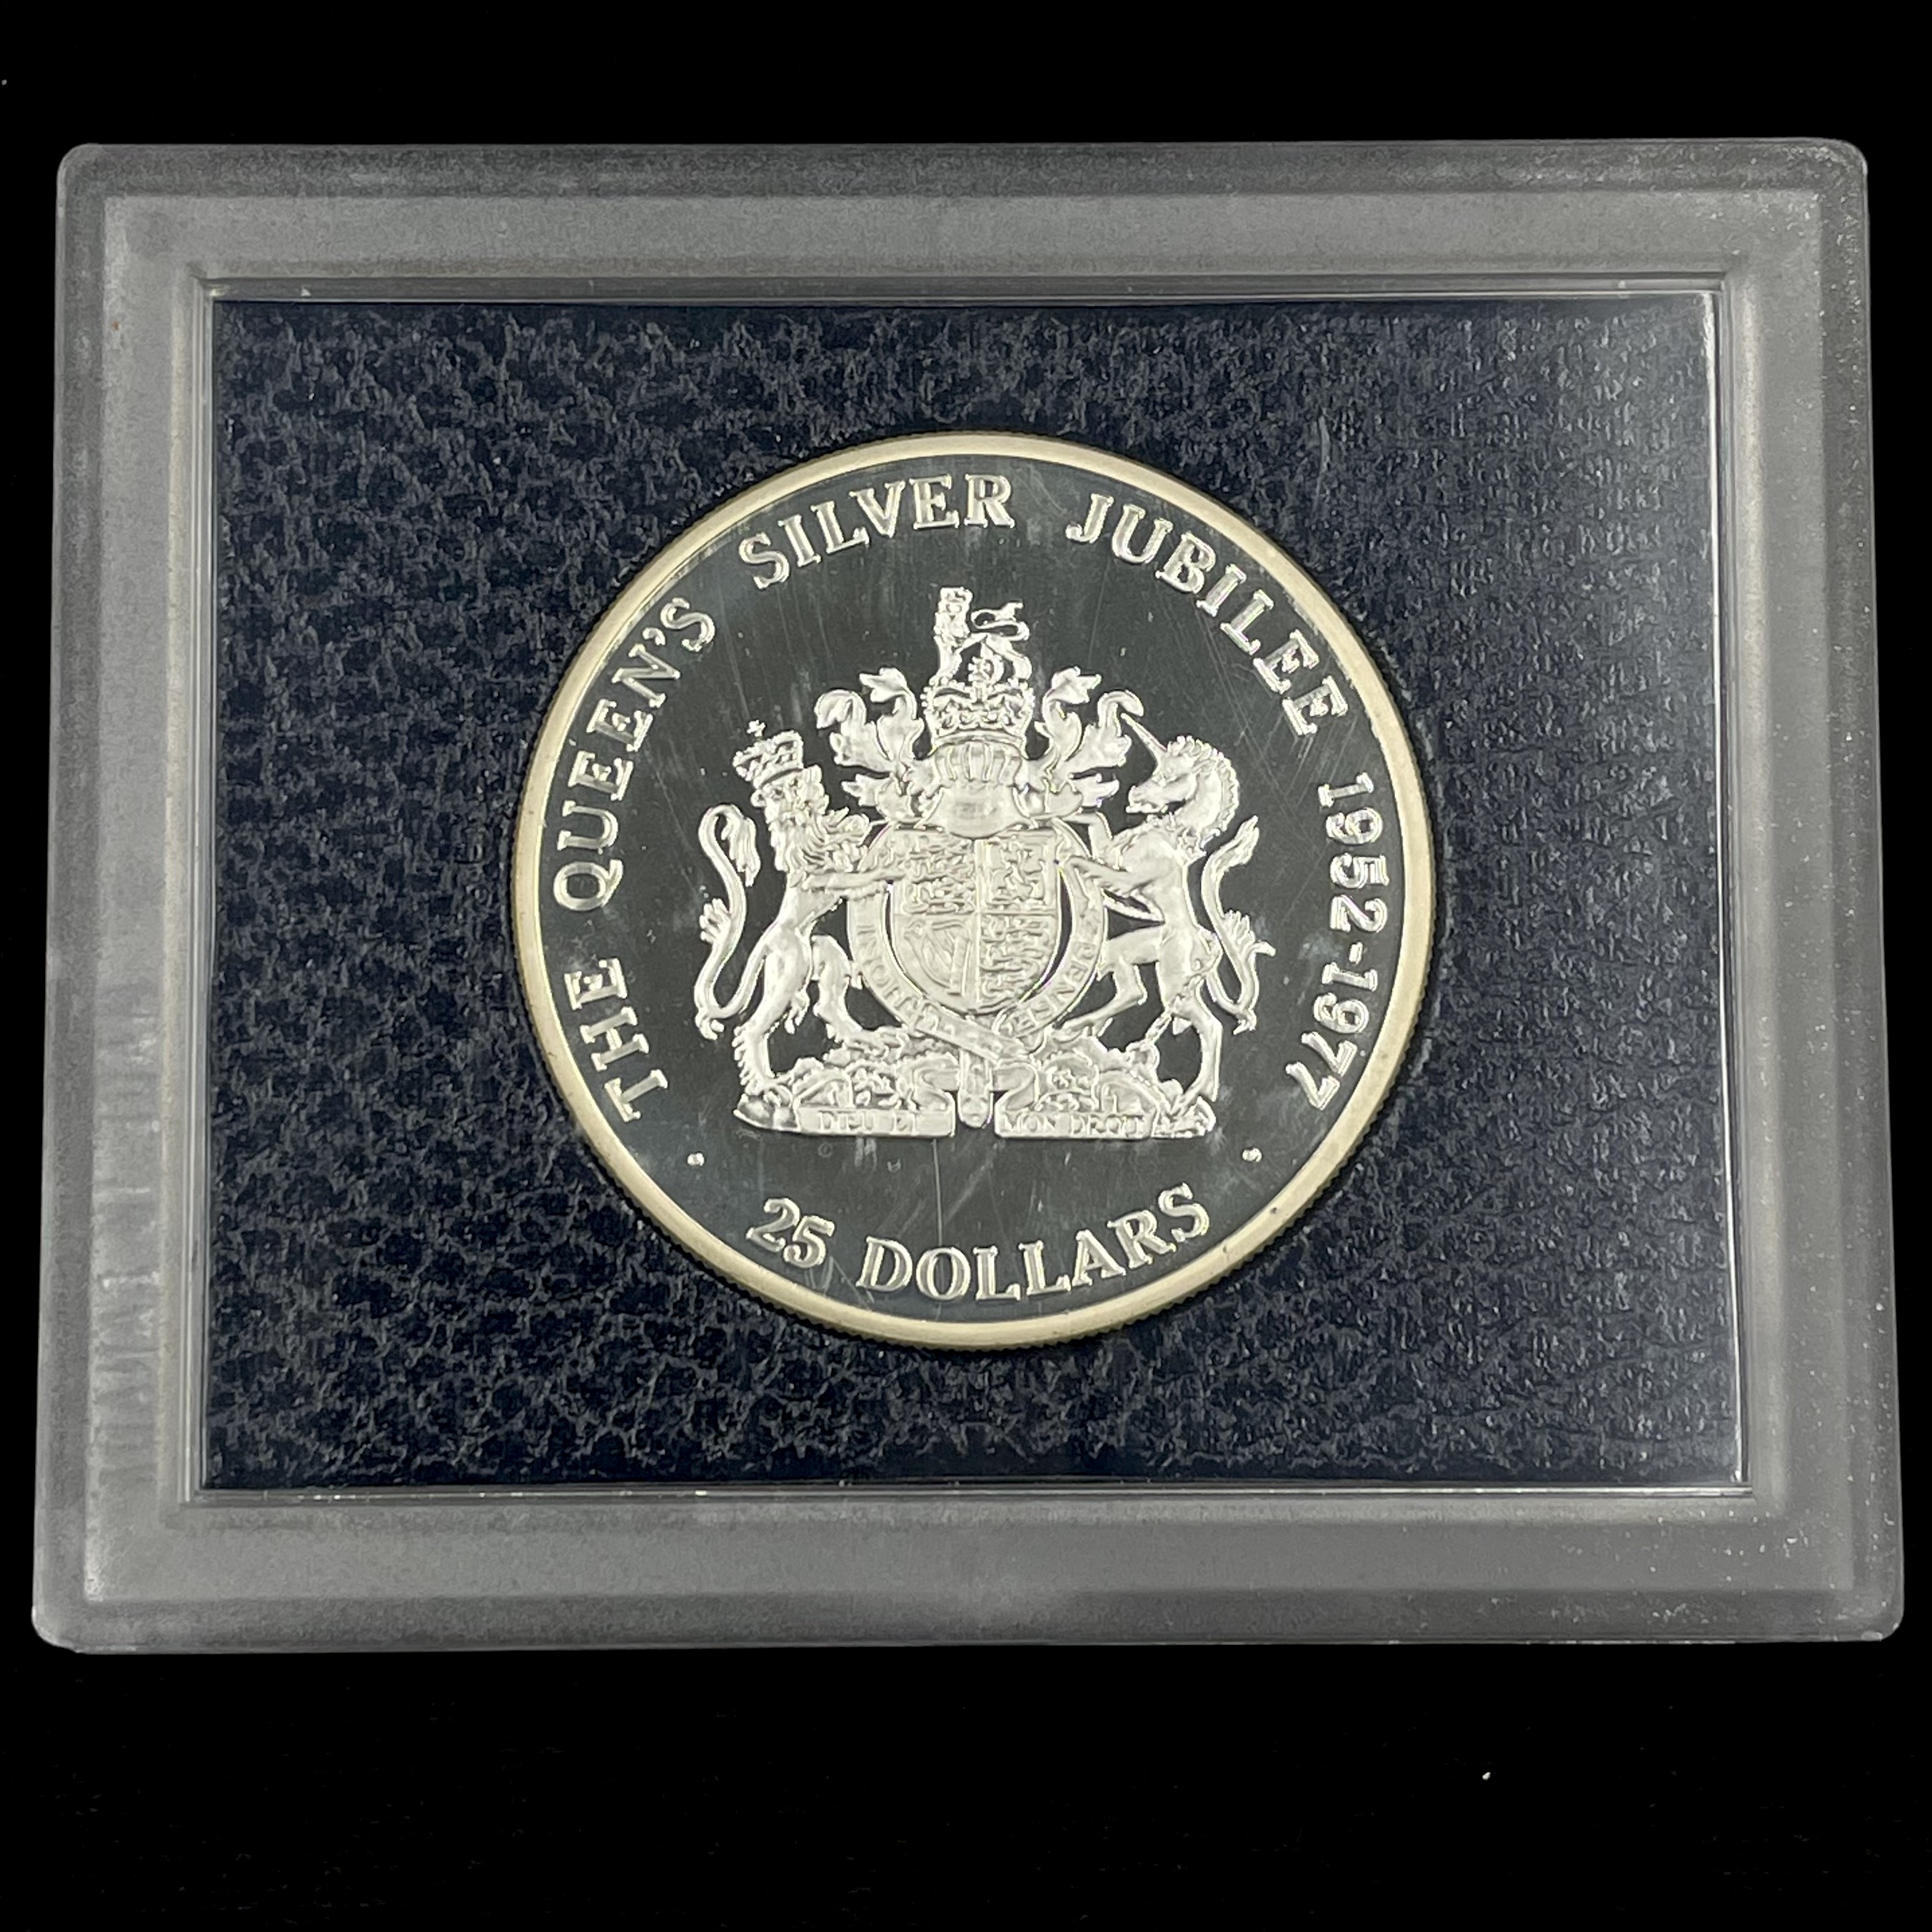 THE QUEEN'S SILVER JUBILEE 1952-1977
DIEU ET MON DROIT
25 DOLLARS